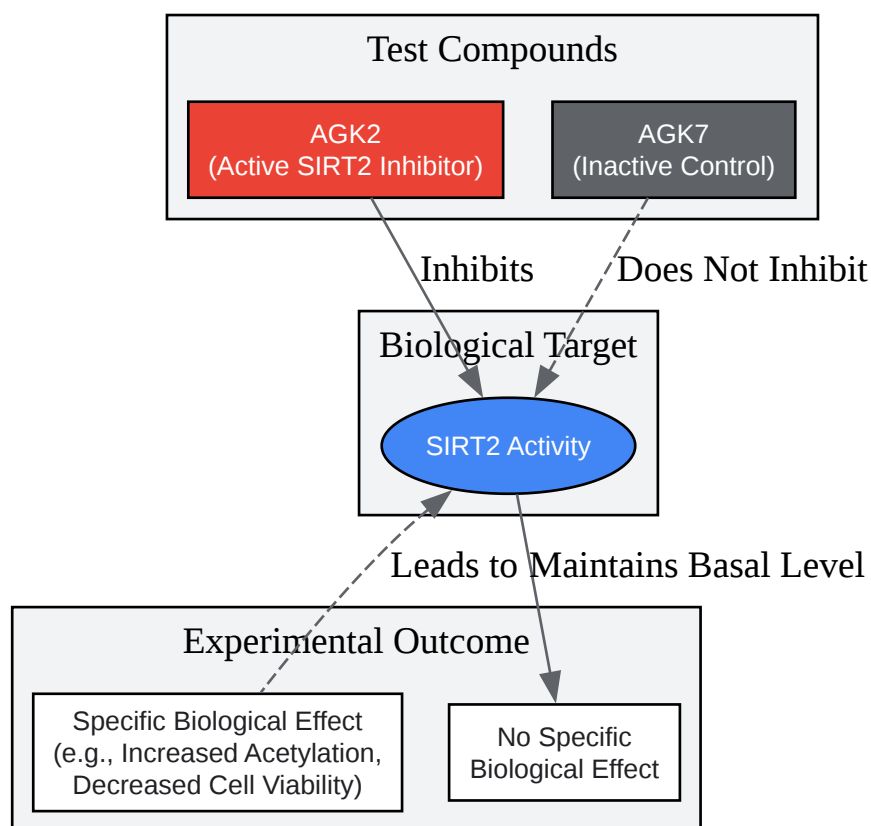 Test Compounds
AGK2
(Active SIRT2 Inhibitor)
AGK7
(Inactive Control)
Inhibits
Does Not Inhibit
Biological Target
SIRT2 Activity
Leads to
Maintains Basal Level
Experimental Outcome
Specific Biological Effect
(e.g., Increased Acetylation,
Decreased Cell Viability)
No Specific
Biological Effect